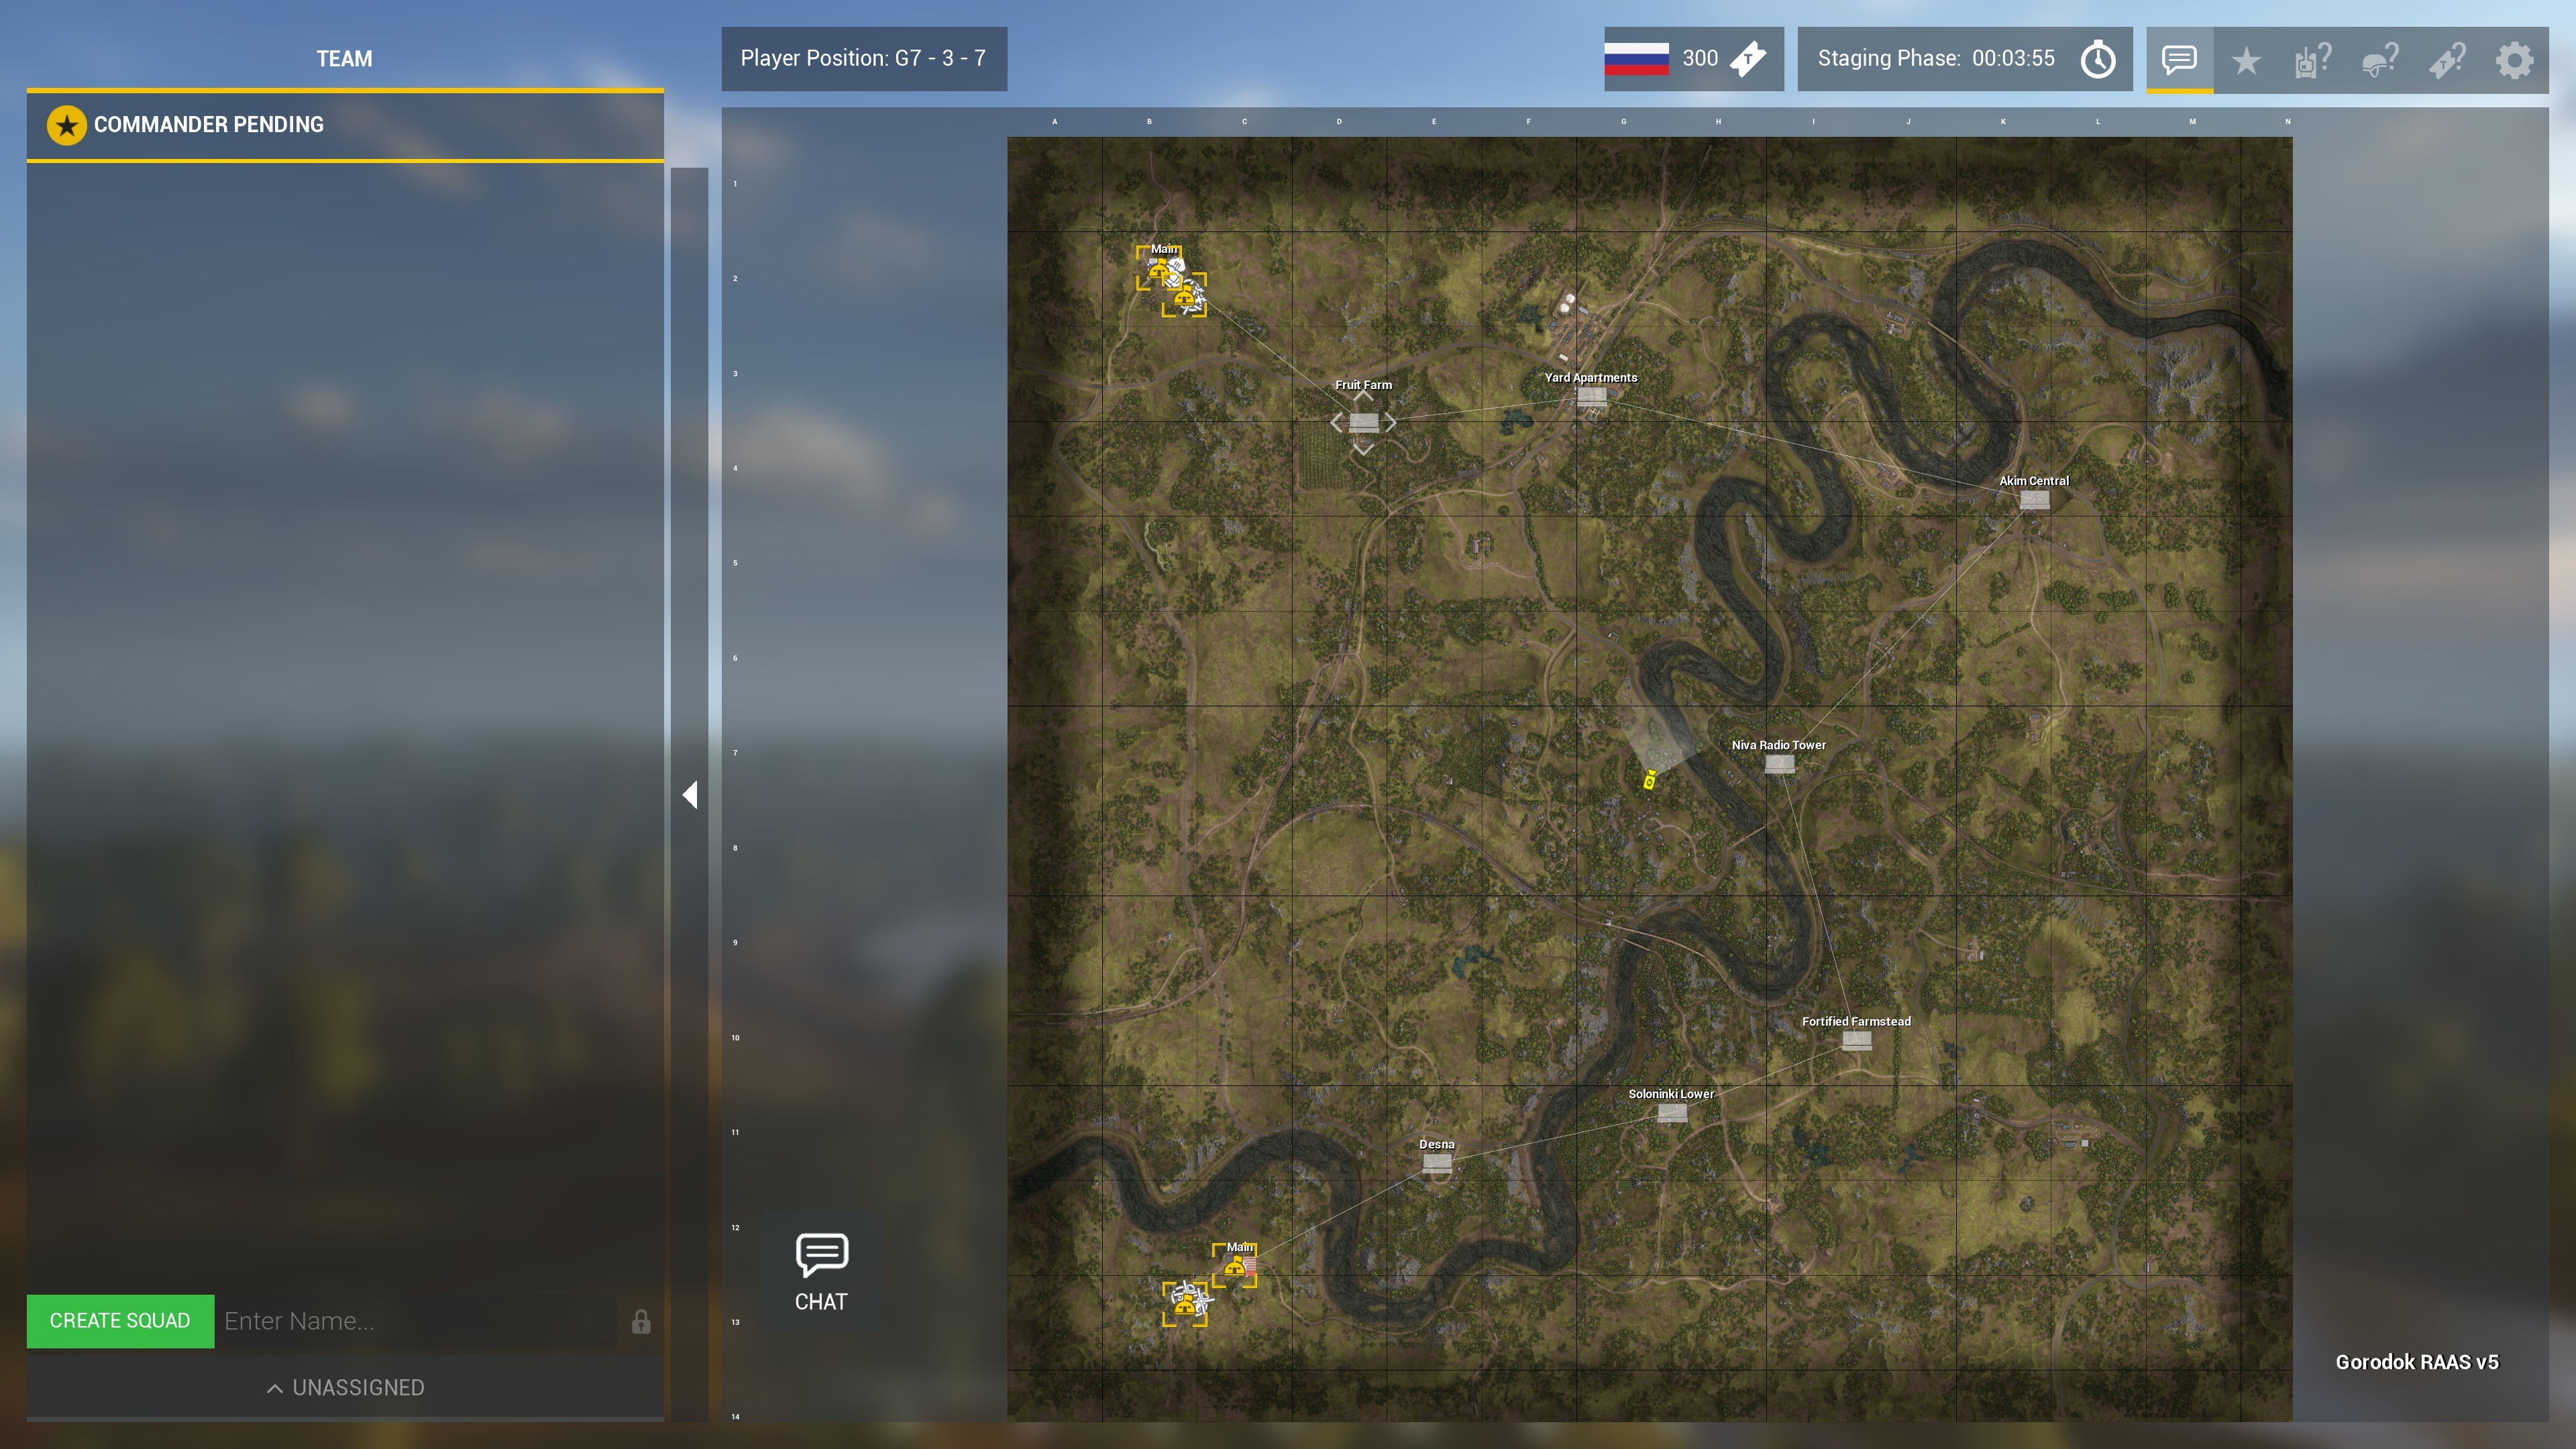 TEAM
COMMANDER PENDING
Player Position: G7 - 3 - 7
300
T
Staging Phase: 00:03:55
? ? T ?
A B C D E F G H I J K L M N
1
2
3
4
5
6
7
8
9
10
11
12
13
14
Main
Fruit Farm
Yard Apartments
Akim Central
Niva Radio Tower
Fortified Farmstead
Soloninki Lower
Desna
Main
CHAT
CREATE SQUAD
Enter Name...
UNASSIGNED
Gorodok RAAS v5